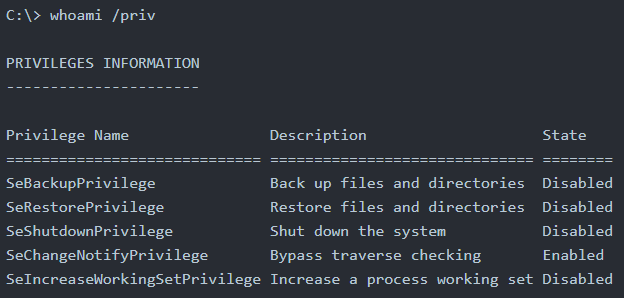 C:\> whoami /priv
PRIVILEGES INFORMATION
----------------------
Privilege Name                Description                    State
============================= ============================== ========
SeBackupPrivilege             Back up files and directories  Disabled
SeRestorePrivilege            Restore files and directories  Disabled
SeShutdownPrivilege           Shut down the system           Disabled
SeChangeNotifyPrivilege       Bypass traverse checking       Enabled
SeIncreaseWorkingSetPrivilege Increase a process working set Disabled